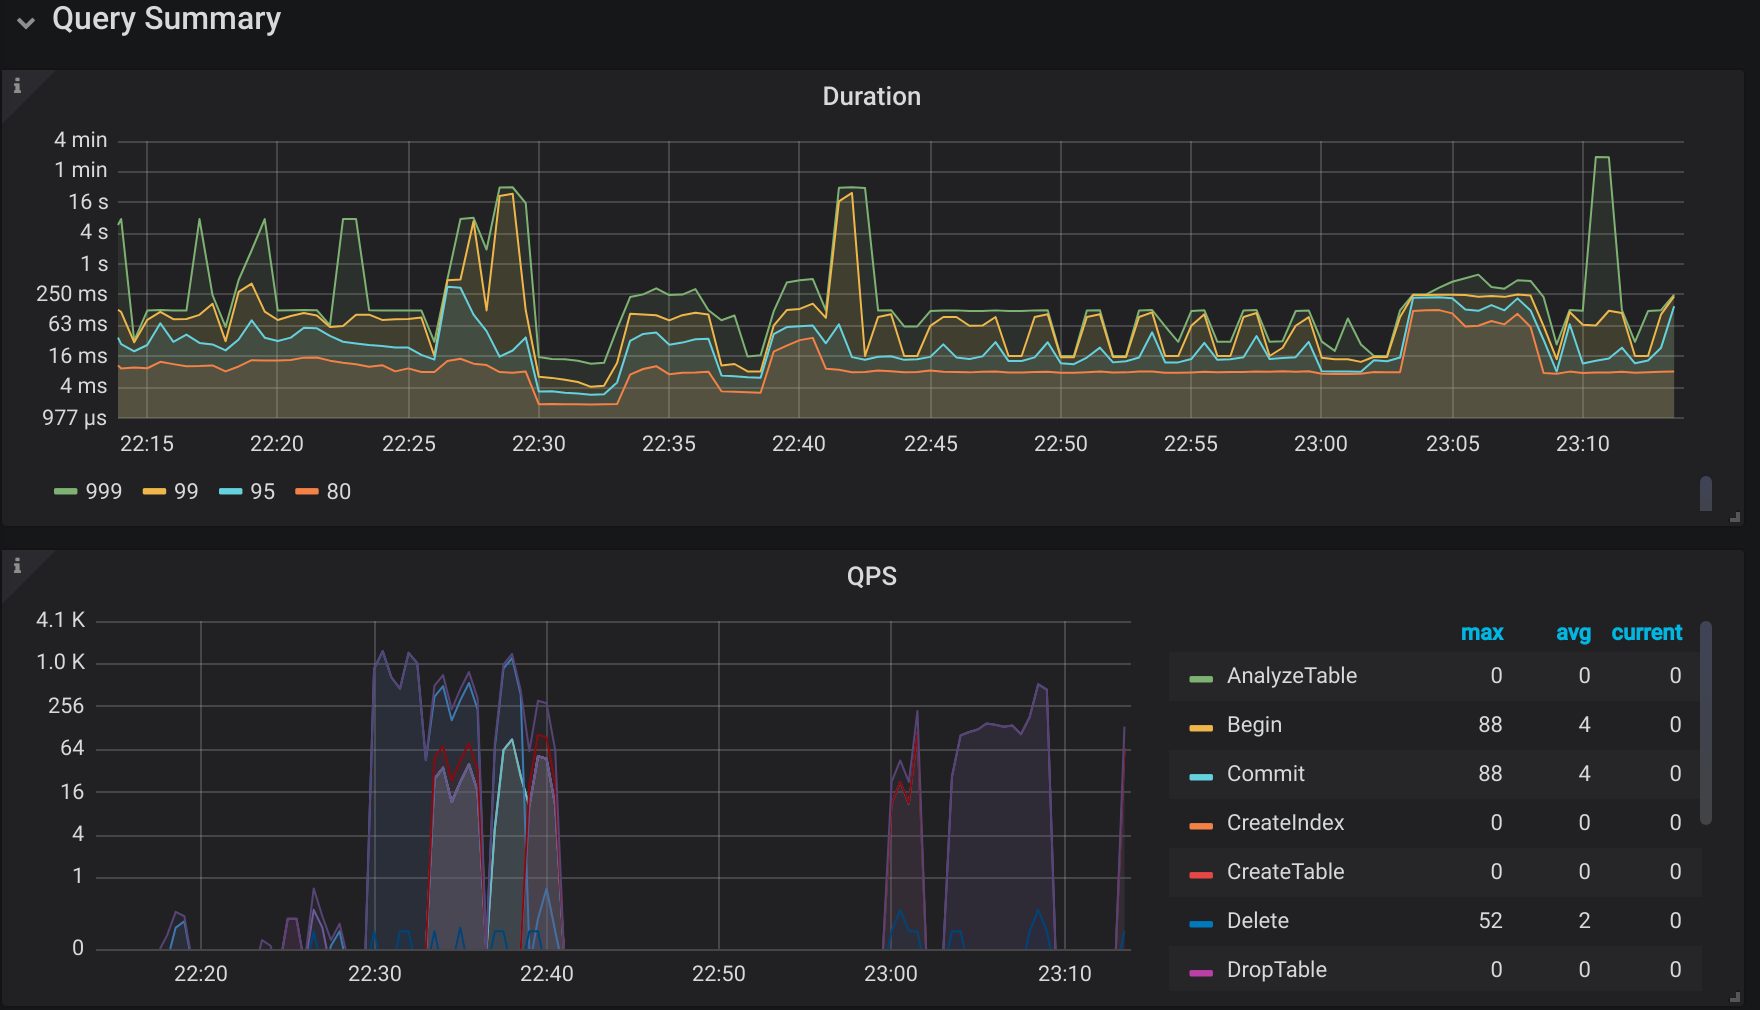 Query Summary
Duration
4 min
1 min
16 s
4 s
1 s
250 ms
63 ms
16 ms
4 ms
977 µs
22:15 22:20 22:25 22:30 22:35 22:40 22:45 22:50 22:55 23:00 23:05 23:10
999 99 95 80
QPS
4.1 K
1.0 K
256
64
16
4
1
0
22:20 22:30 22:40 22:50 23:00 23:10
max avg current
AnalyzeTable 0 0 0
Begin 88 4 0
Commit 88 4 0
CreateIndex 0 0 0
CreateTable 0 0 0
Delete 52 2 0
DropTable 0 0 0